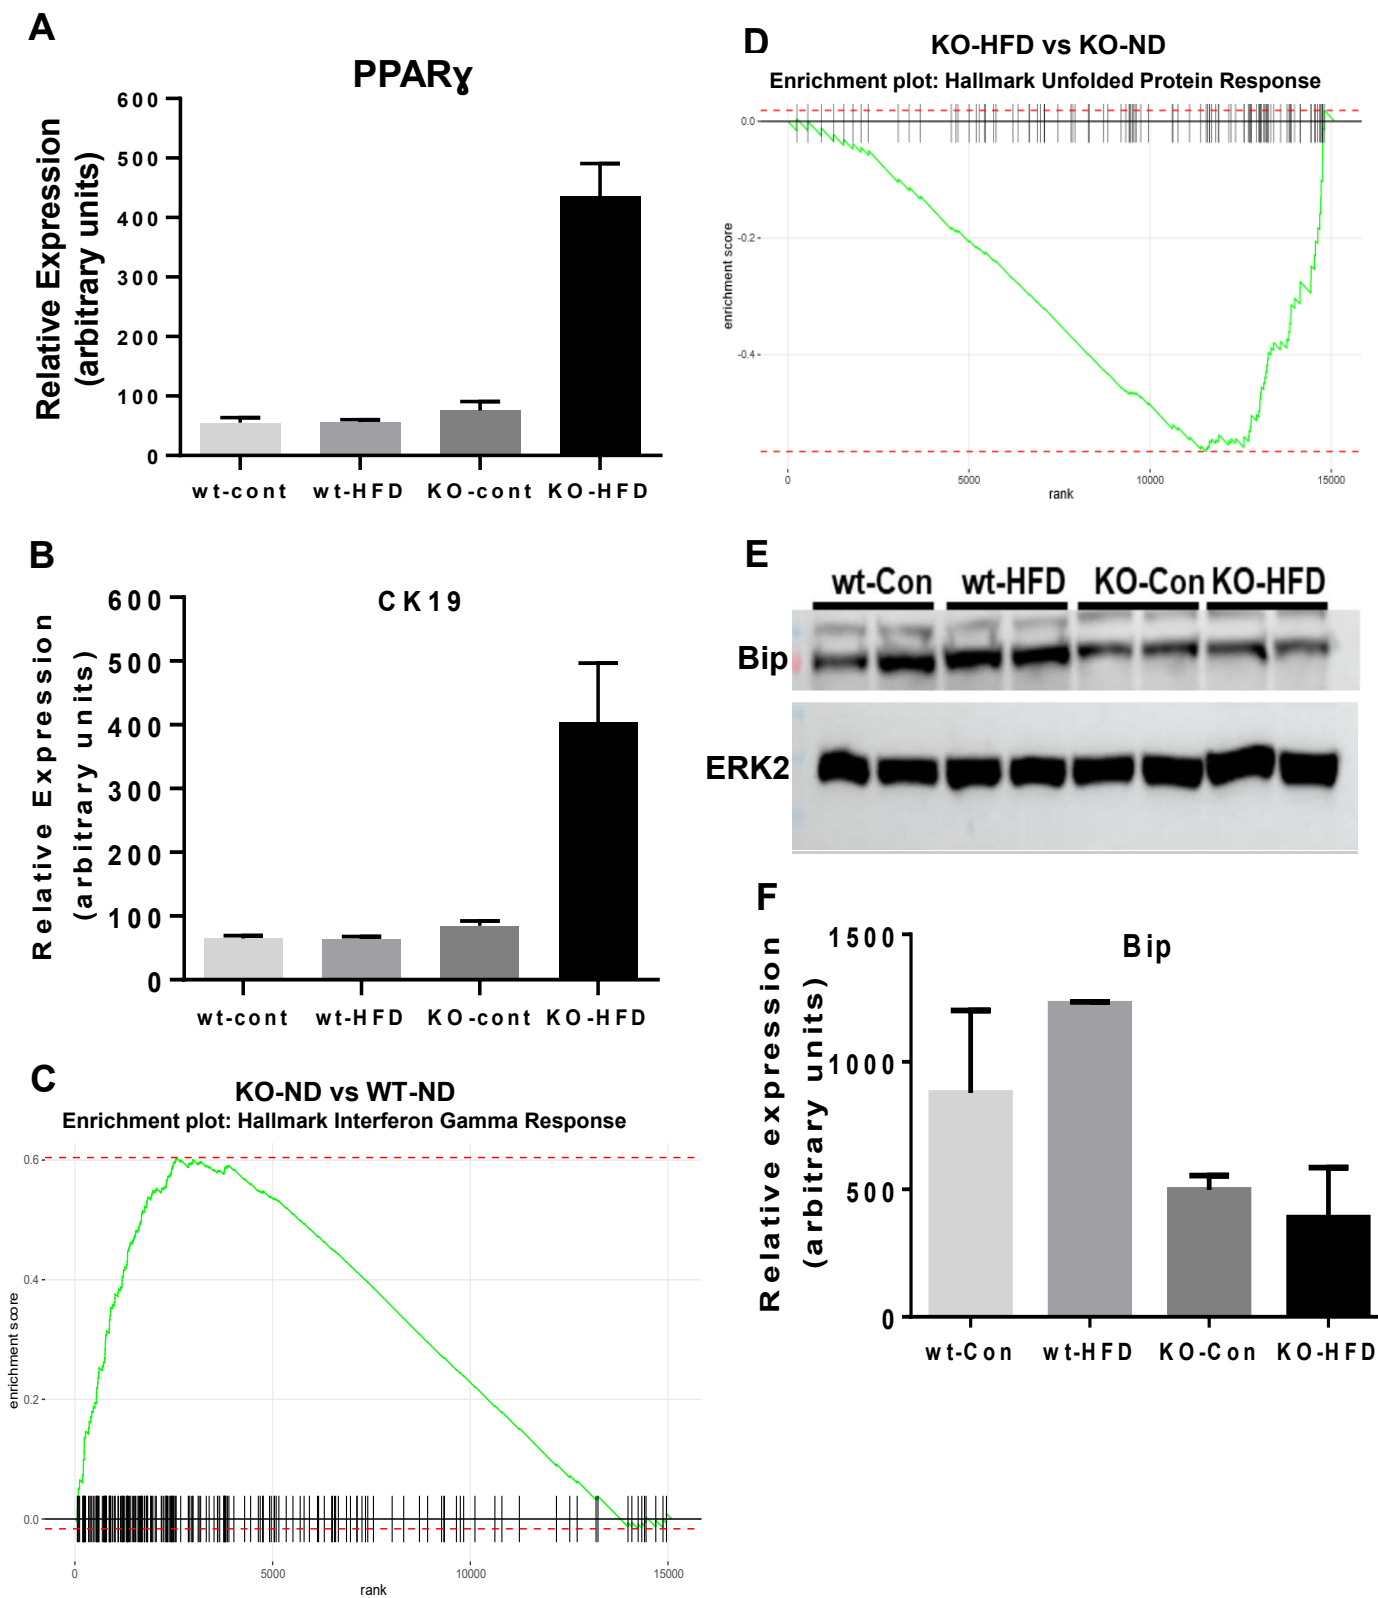 A
PPARɣ
Relative Expression
(arbitrary units)
600
500
400
300
200
100
0
wt-cont wt-HFD KO-cont KO-HFD
B
CK19
Relative Expression
(arbitrary units)
600
500
400
300
200
100
0
wt-cont wt-HFD KO-cont KO-HFD
C
KO-ND vs WT-ND
Enrichment plot: Hallmark Interferon Gamma Response
enrichment score
0.6
0.4
0.2
0.0
0 5000 10000 15000
rank
D
KO-HFD vs KO-ND
Enrichment plot: Hallmark Unfolded Protein Response
enrichment score
0.0
-0.2
-0.4
0 5000 10000 15000
rank
E
wt-Con wt-HFD KO-Con KO-HFD
Bip
ERK2
F
Bip
Relative expression
(arbitrary units)
1500
1000
500
0
wt-Con wt-HFD KO-Con KO-HFD